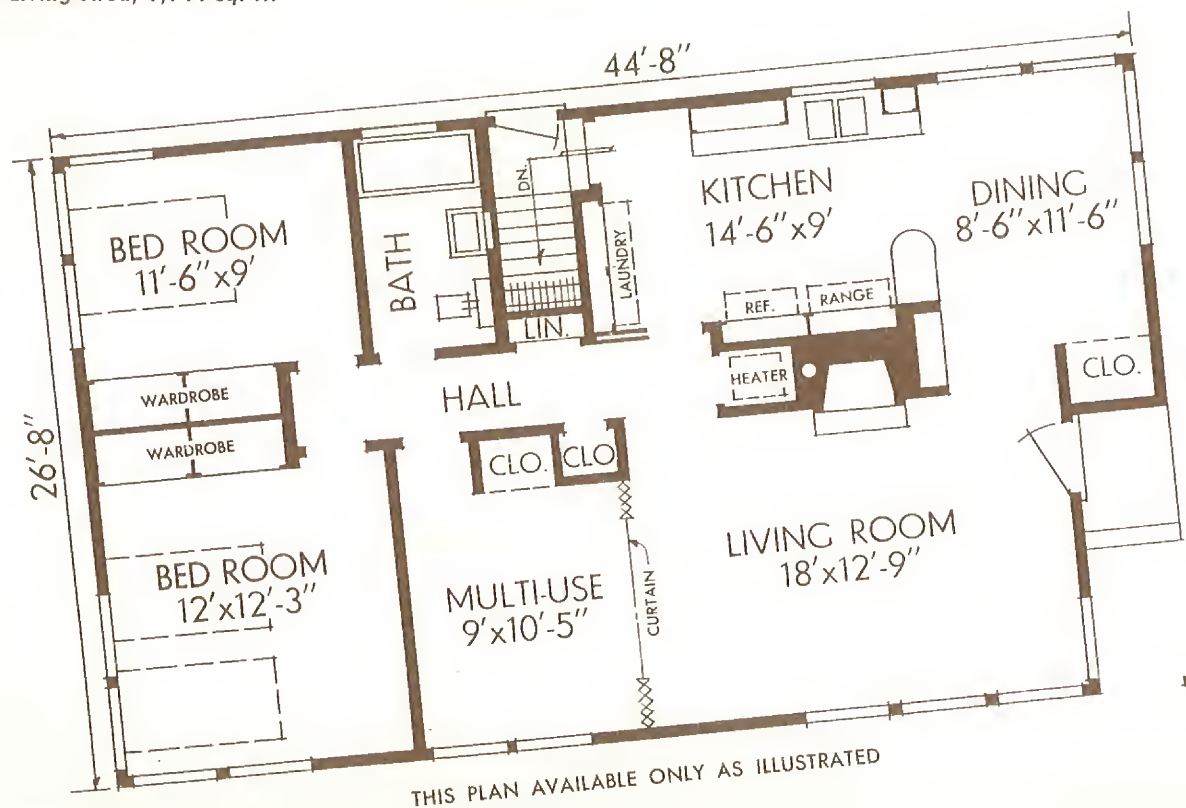 44'-8"
26'-8"
BED ROOM
11'-6"x9'
BATH
DN.
LIN.
LAUNDRY
KITCHEN
14'-6"x9'
DINING
8'-6"x11'-6"
REF.
RANGE
HEATER
CLO.
WARDROBE
WARDROBE
HALL
CLO.
CLO
BED ROOM
12'x12'-3"
MULTI-USE
9'x10'-5"
CURTAIN
LIVING ROOM
18'x12'-9"
THIS PLAN AVAILABLE ONLY AS ILLUSTRATED